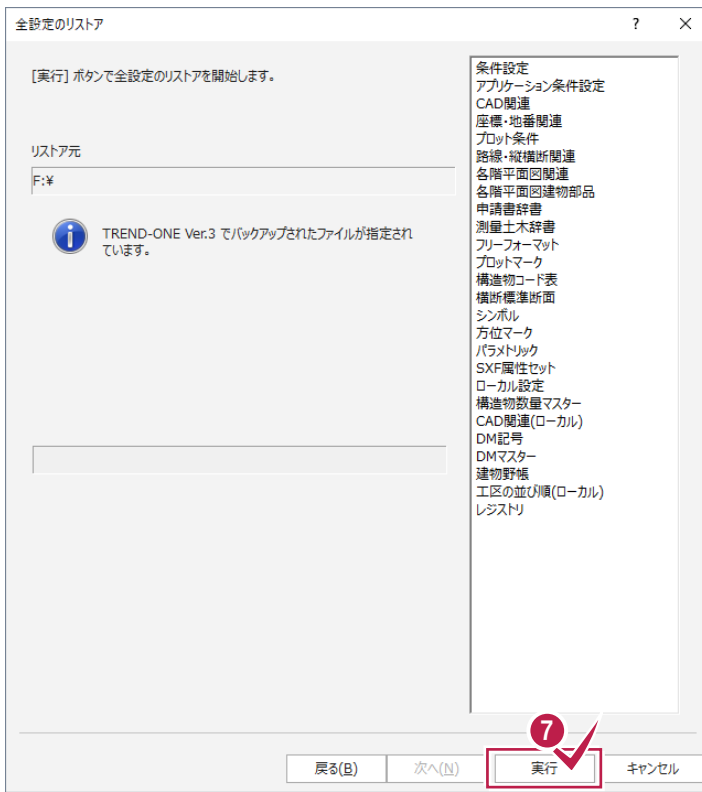 全設定のリストア
? ×
[実行] ボタンで全設定のリストアを開始します。
リストア元
F:¥
TREND-ONE Ver.3 でバックアップされたファイルが指定され
ています。
条件設定
アプリケーション条件設定
CAD関連
座標・地番関連
プロット条件
路線・縦横断関連
各階平面図関連
各階平面図建物部品
申請書辞書
測量土木辞書
フリーフォーマット
プロットマーク
構造物コード表
横断標準断面
シンボル
方位マーク
パラメトリック
SXF属性セット
ローカル設定
構造物数量マスター
CAD関連(ローカル)
DM記号
DMマスター
建物野帳
工区の並び順(ローカル)
レジストリ
7
戻る(B)
次へ(N)
実行
キャンセル